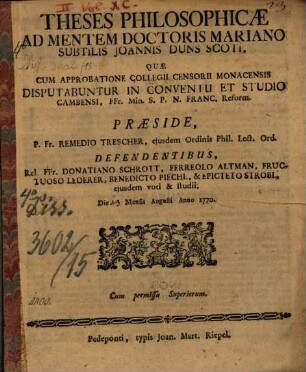 THESES PHILOSOPHICÆ
AD MENTEM DOCTORIS MARIANO
SUBTILIS JOANNIS DUNS SCOTI,
QUÆ
CUM APPROBATIONE COLLEGII CENSORII MONACENSIS
DISPUTABUNTUR IN CONVENTU ET STUDIO
CAMBENSI, FFr. Min. S. P. N. FRANC. Reform.
PRÆSIDE,
P. Fr. REMEDIO TRESCHER, ejusdem Ordinis Phil. Lect. Ord.
DEFENDENTIBUS,
Rel. FFr. DONATIANO SCHROTT, FERREOLO ALTMAN, FRUC-
TUOSO LEDERER, BENEDICTO PIECHL, & EPICTETO STROBL,
ejusdem voti & studii,
Die Mensis Augusti Anno 1770.
3602/15
Cum permissu Superiorum.
Pedeponti, typis Joan. Mart. Riepel.